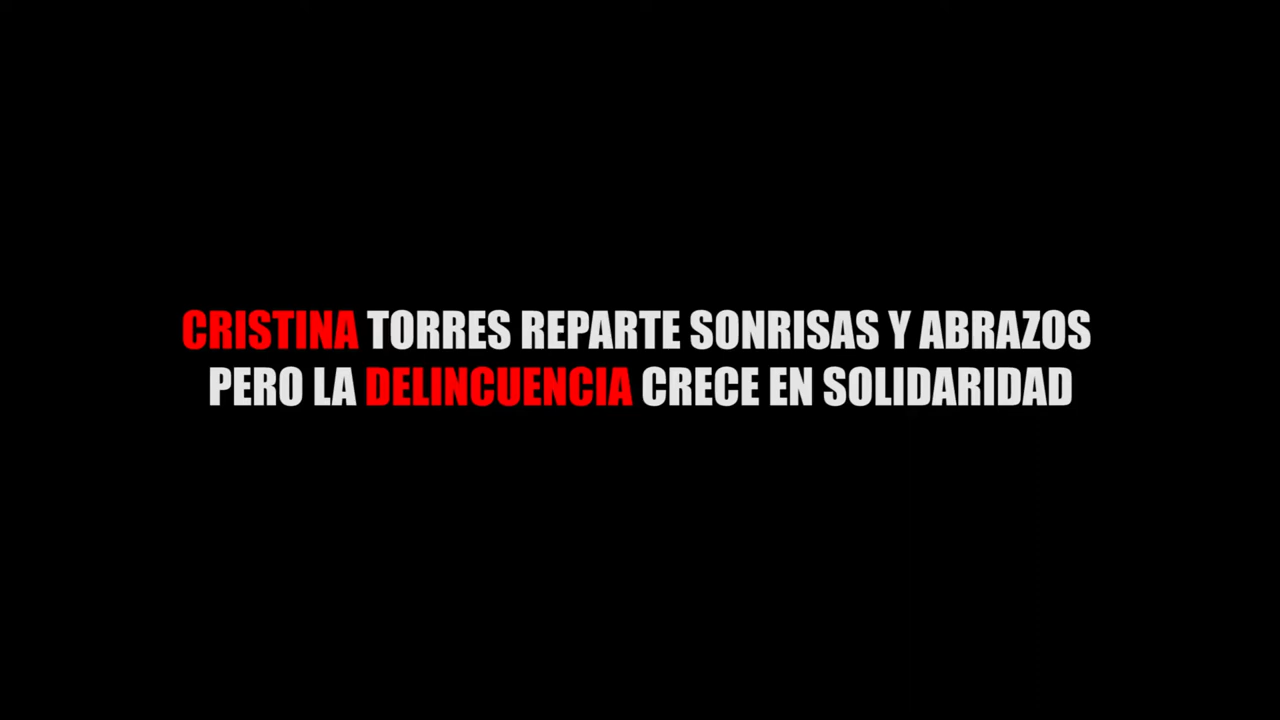 CRISTINA TORRES REPARTE SONRISAS Y ABRAZOS
PERO LA DELINCUENCIA CRECE EN SOLIDARIDAD